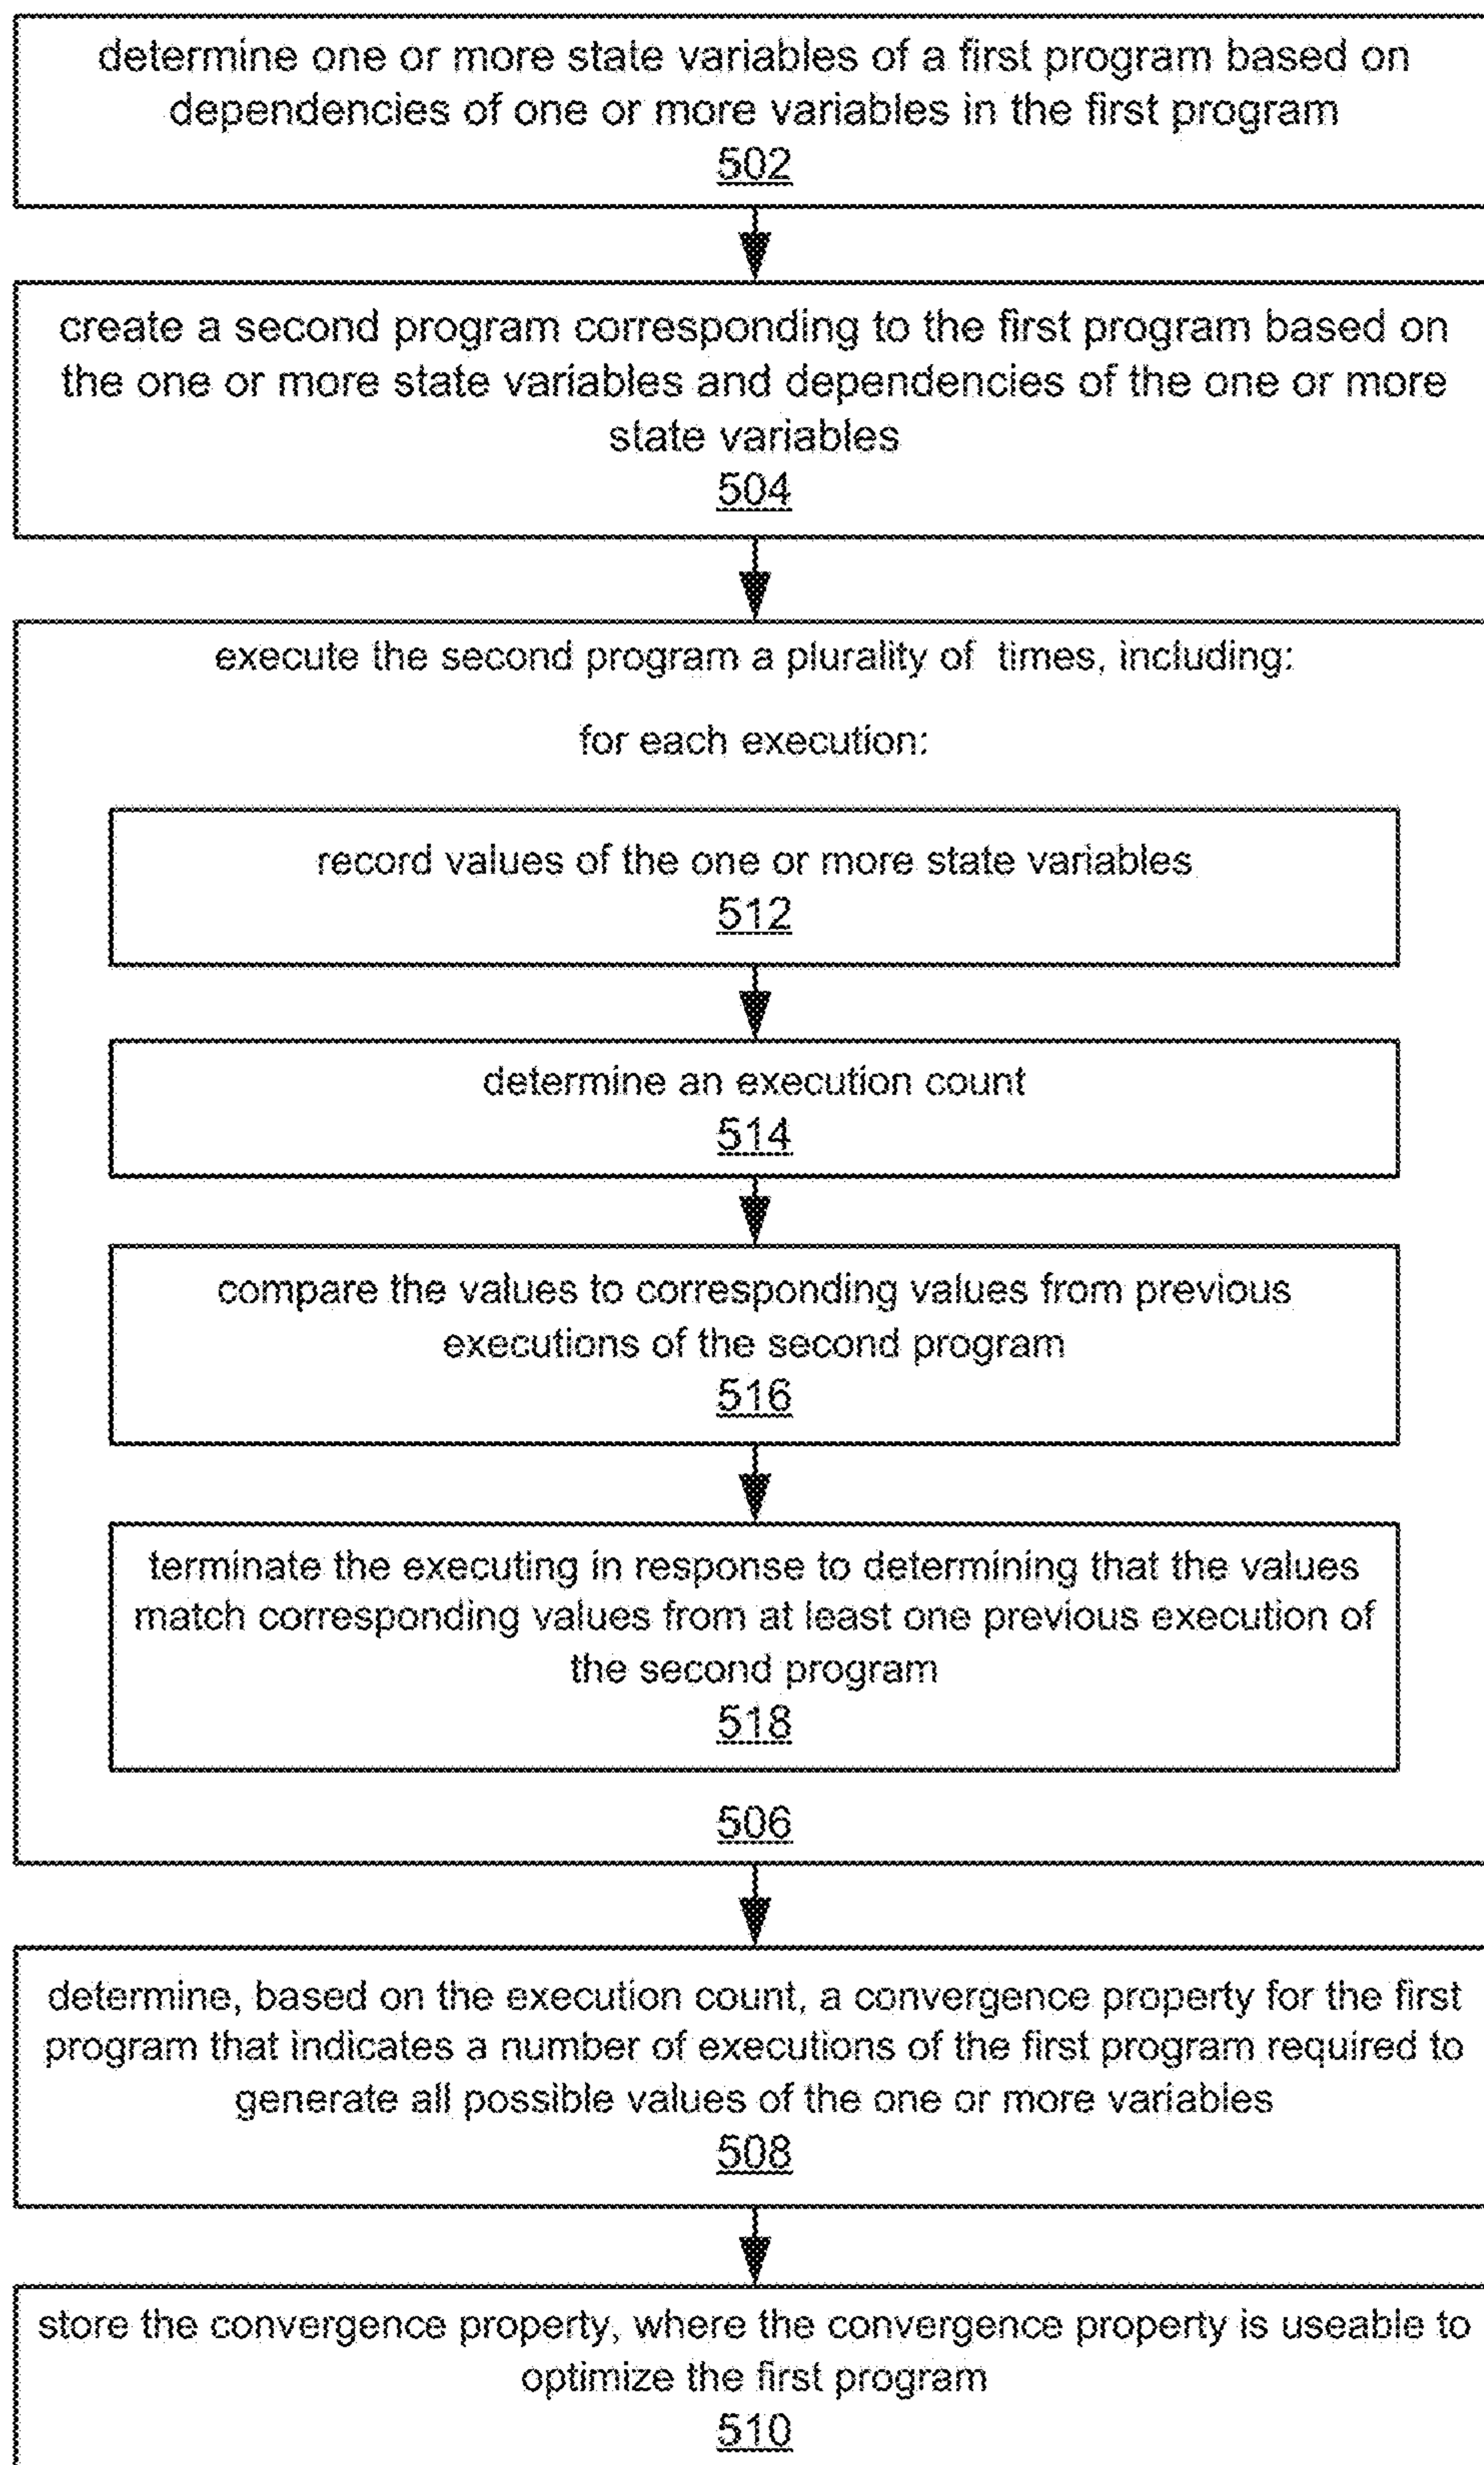 determine one or more state variables of a first program based on
dependencies of one or more variables in the first program
502
create a second program corresponding to the first program based on
the one or more state variables and dependencies of the one or more
state variables
504
execute the second program a plurality of times, including:
for each execution:
record values of the one or more state variables
512
determine an execution count
514
compare the values to corresponding values from previous
executions of the second program
516
terminate the executing in response to determining that the values
match corresponding values from at least one previous execution of
the second program
518
506
determine, based on the execution count, a convergence property for the first
program that indicates a number of executions of the first program required to
generate all possible values of the one or more variables
508
store the convergence property, where the convergence property is useable to
optimize the first program
510